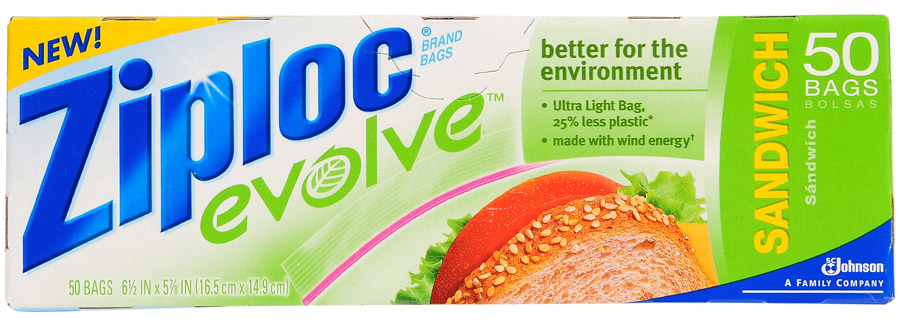 NEW!
Ziploc®
BRAND
BAGS
evolve™
better for the
environment
• Ultra Light Bag,
25% less plastic*
• made with wind energy†
SANDWICH
50
BAGS
BOLSAS
sándwich
50 BAGS 6½ IN x 5⅞ IN (16.5 cm x 14.9 cm)
SC Johnson
A FAMILY COMPANY